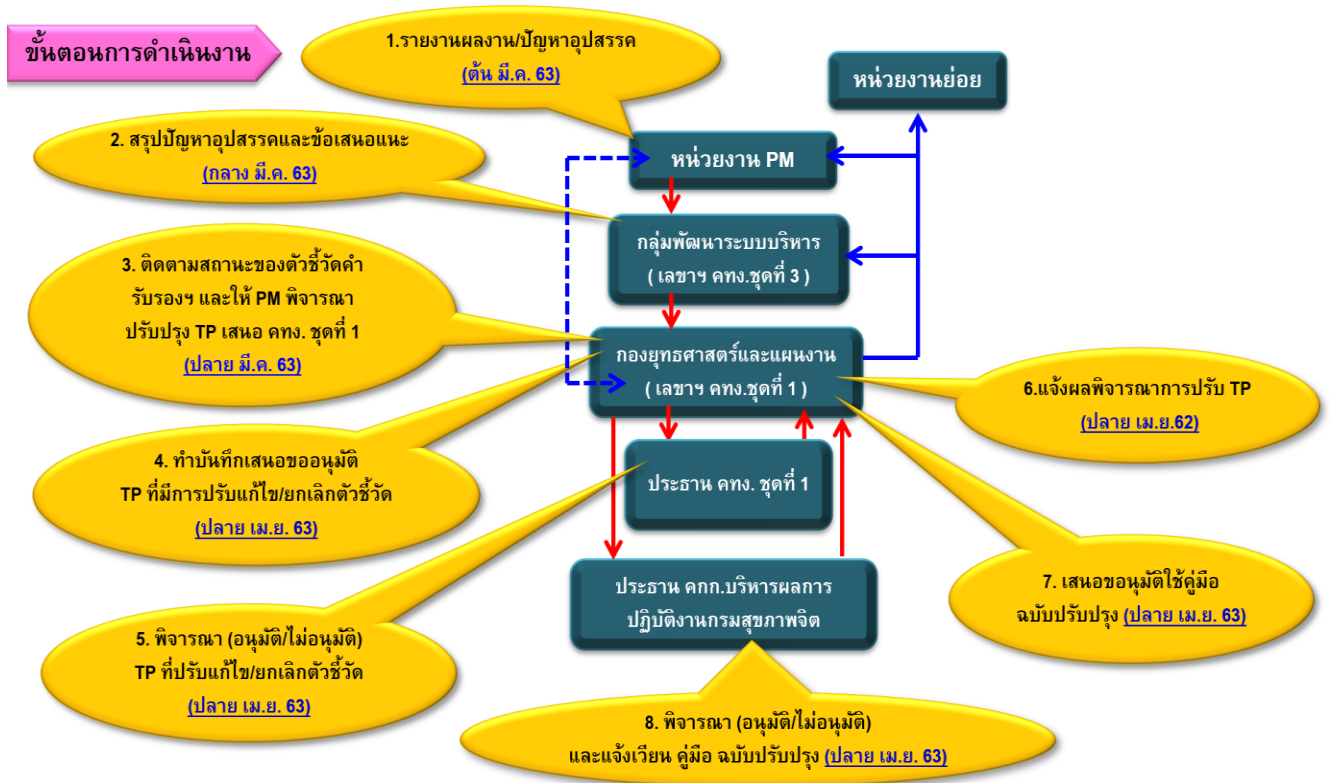 ขั้นตอนการดำเนินงาน
1.รายงานผลงาน/ปัญหาอุปสรรค
(ต้น มี.ค. 63)
หน่วยงานย่อย
2. สรุปปัญหาอุปสรรคและข้อเสนอแนะ
(กลาง มี.ค. 63)
หน่วยงาน PM
กลุ่มพัฒนาระบบบริหาร
( เลขาฯ คทง.ชุดที่ 3 )
3. ติดตามสถานะของตัวชี้วัดคำ
รับรองฯ และให้ PM พิจารณา
ปรับปรุง TP เสนอ คทง. ชุดที่ 1
(ปลาย มี.ค. 63)
กองยุทธศาสตร์และแผนงาน
( เลขาฯ คทง.ชุดที่ 1 )
6.แจ้งผลพิจารณาการปรับ TP
(ปลาย เม.ย.62)
4. ทำบันทึกเสนอขออนุมัติ
TP ที่มีการปรับแก้ไข/ยกเลิกตัวชี้วัด
(ปลาย เม.ย. 63)
ประธาน คทง. ชุดที่ 1
7. เสนอขอนุมัติใช้คู่มือ
ฉบับปรับปรุง (ปลาย เม.ย. 63)
ประธาน คกก.บริหารผลการ
ปฏิบัติงานกรมสุขภาพจิต
5. พิจารณา (อนุมัติ/ไม่อนุมัติ)
TP ที่ปรับแก้ไข/ยกเลิกตัวชี้วัด
(ปลาย เม.ย. 63)
8. พิจารณา (อนุมัติ/ไม่อนุมัติ)
และแจ้งเวียน คู่มือ ฉบับปรับปรุง (ปลาย เม.ย. 63)